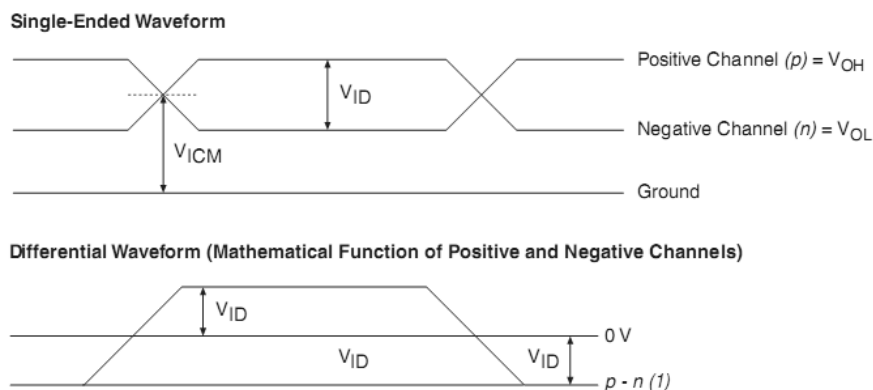 Single-Ended Waveform
Positive Channel (p) = VOH
VID
Negative Channel (n) = VOL
VICM
Ground
Differential Waveform (Mathematical Function of Positive and Negative Channels)
VID
0 V
VID
VID
p - n (1)